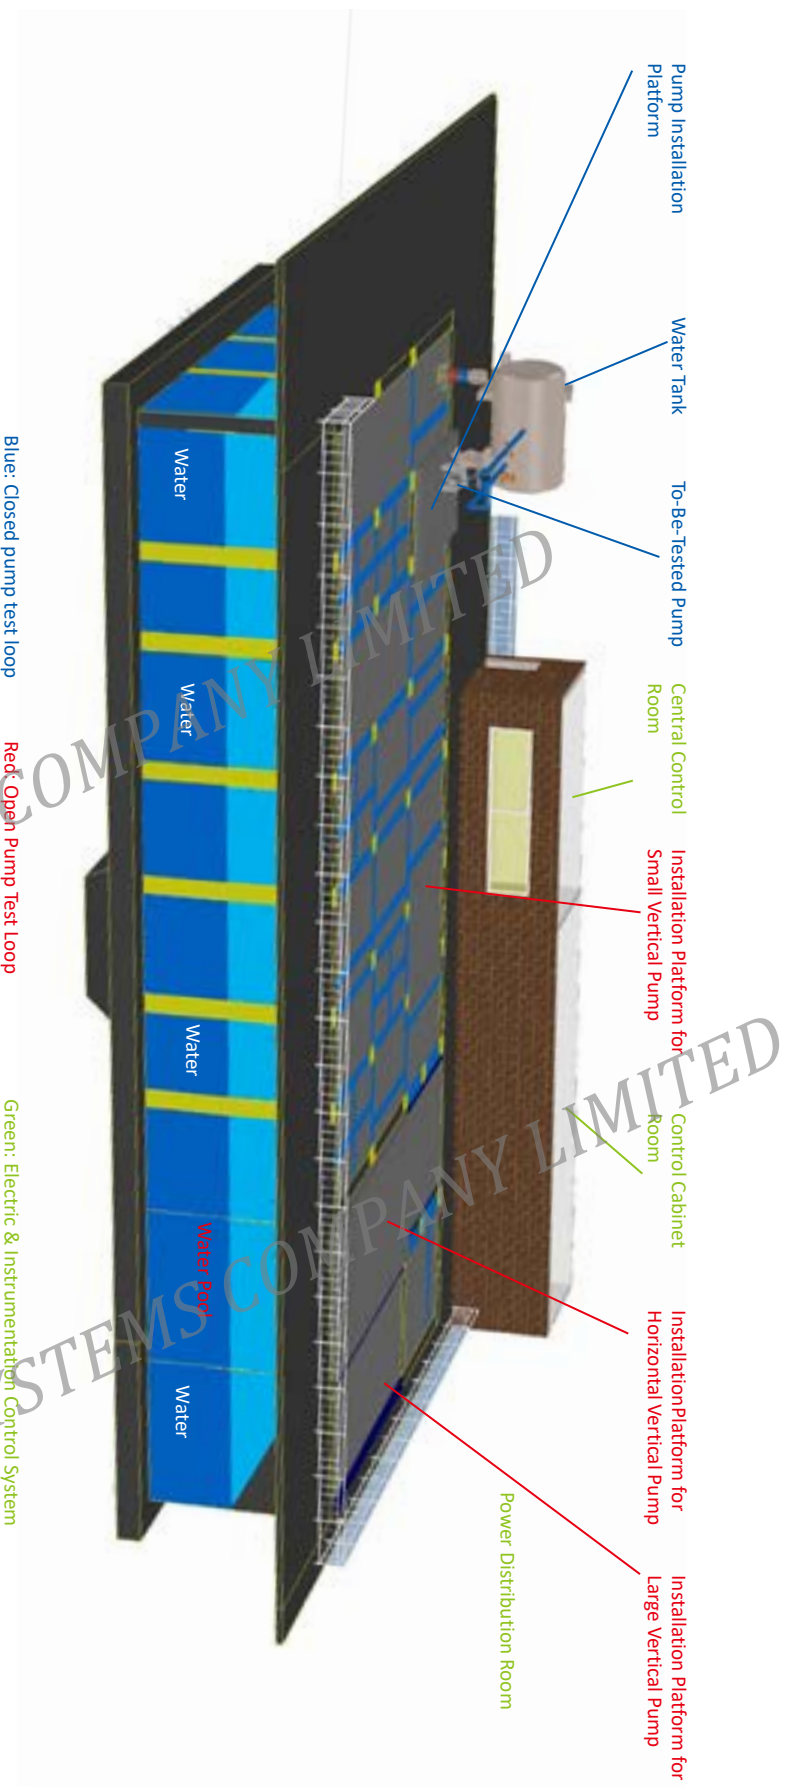 Pump Installation
Platform
Water Tank
To-Be-Tested Pump
Central Control
Room
Installation Platform for
Small Vertical Pump
Control Cabinet
Room
InstallationPlatform for
Horizontal Vertical Pump
Installation Platform for
Large Vertical Pump
Power Distribution Room
Water
Water
Water
Water Pool
Water
COMPANY LIMITED
STEMS COMPANY LIMITED
Blue: Closed pump test loop
Red: Open Pump Test Loop
Green: Electric & Instrumentation Control System